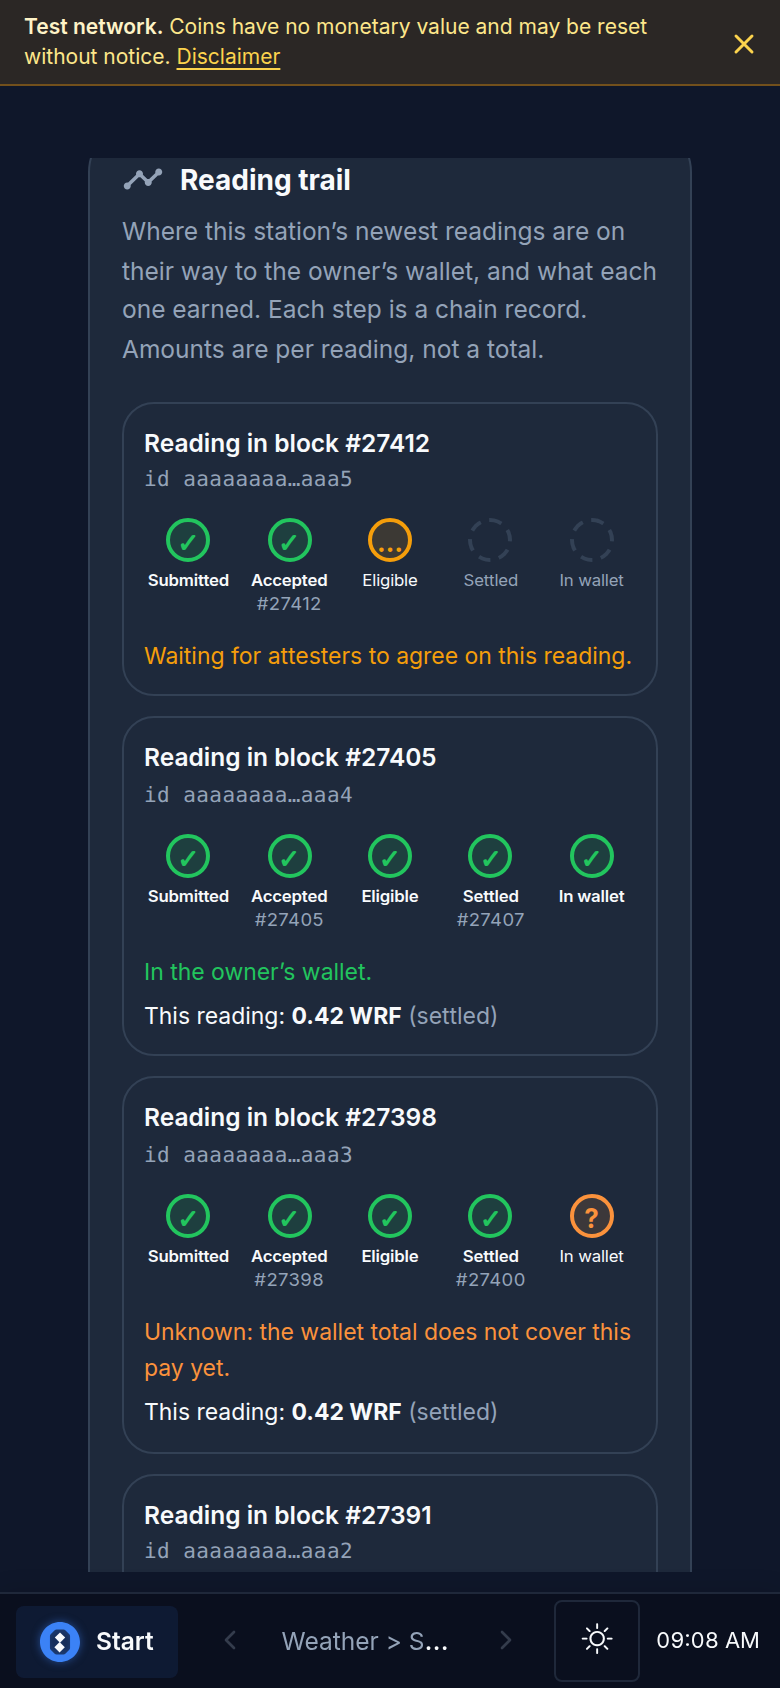 Test network. Coins have no monetary value and may be reset
without notice. Disclaimer
Reading trail
Where this station’s newest readings are on
their way to the owner’s wallet, and what each
one earned. Each step is a chain record.
Amounts are per reading, not a total.
Reading in block #27412
id aaaaaaaa…aaa5
Submitted Accepted Eligible Settled In wallet
#27412
Waiting for attesters to agree on this reading.
Reading in block #27405
id aaaaaaaa…aaa4
Submitted Accepted Eligible Settled In wallet
#27405 #27407
In the owner’s wallet.
This reading: 0.42 WRF (settled)
Reading in block #27398
id aaaaaaaa…aaa3
?
Submitted Accepted Eligible Settled In wallet
#27398 #27400
Unknown: the wallet total does not cover this
pay yet.
This reading: 0.42 WRF (settled)
Reading in block #27391
id aaaaaaaa…aaa2
Start Weather > S... 09:08 AM